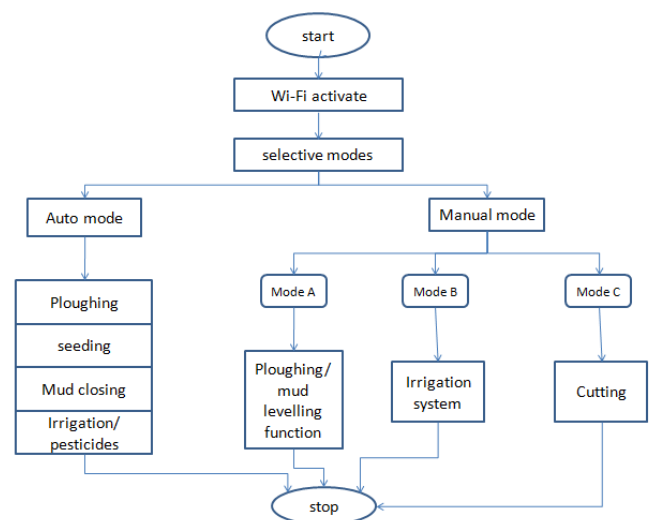 start
Wi-Fi activate
selective modes
Auto mode
Manual mode
Mode A
Mode B
Mode C
Ploughing
seeding
Mud closing
Irrigation/
pesticides
Ploughing/
mud
levelling
function
Irrigation
system
Cutting
stop